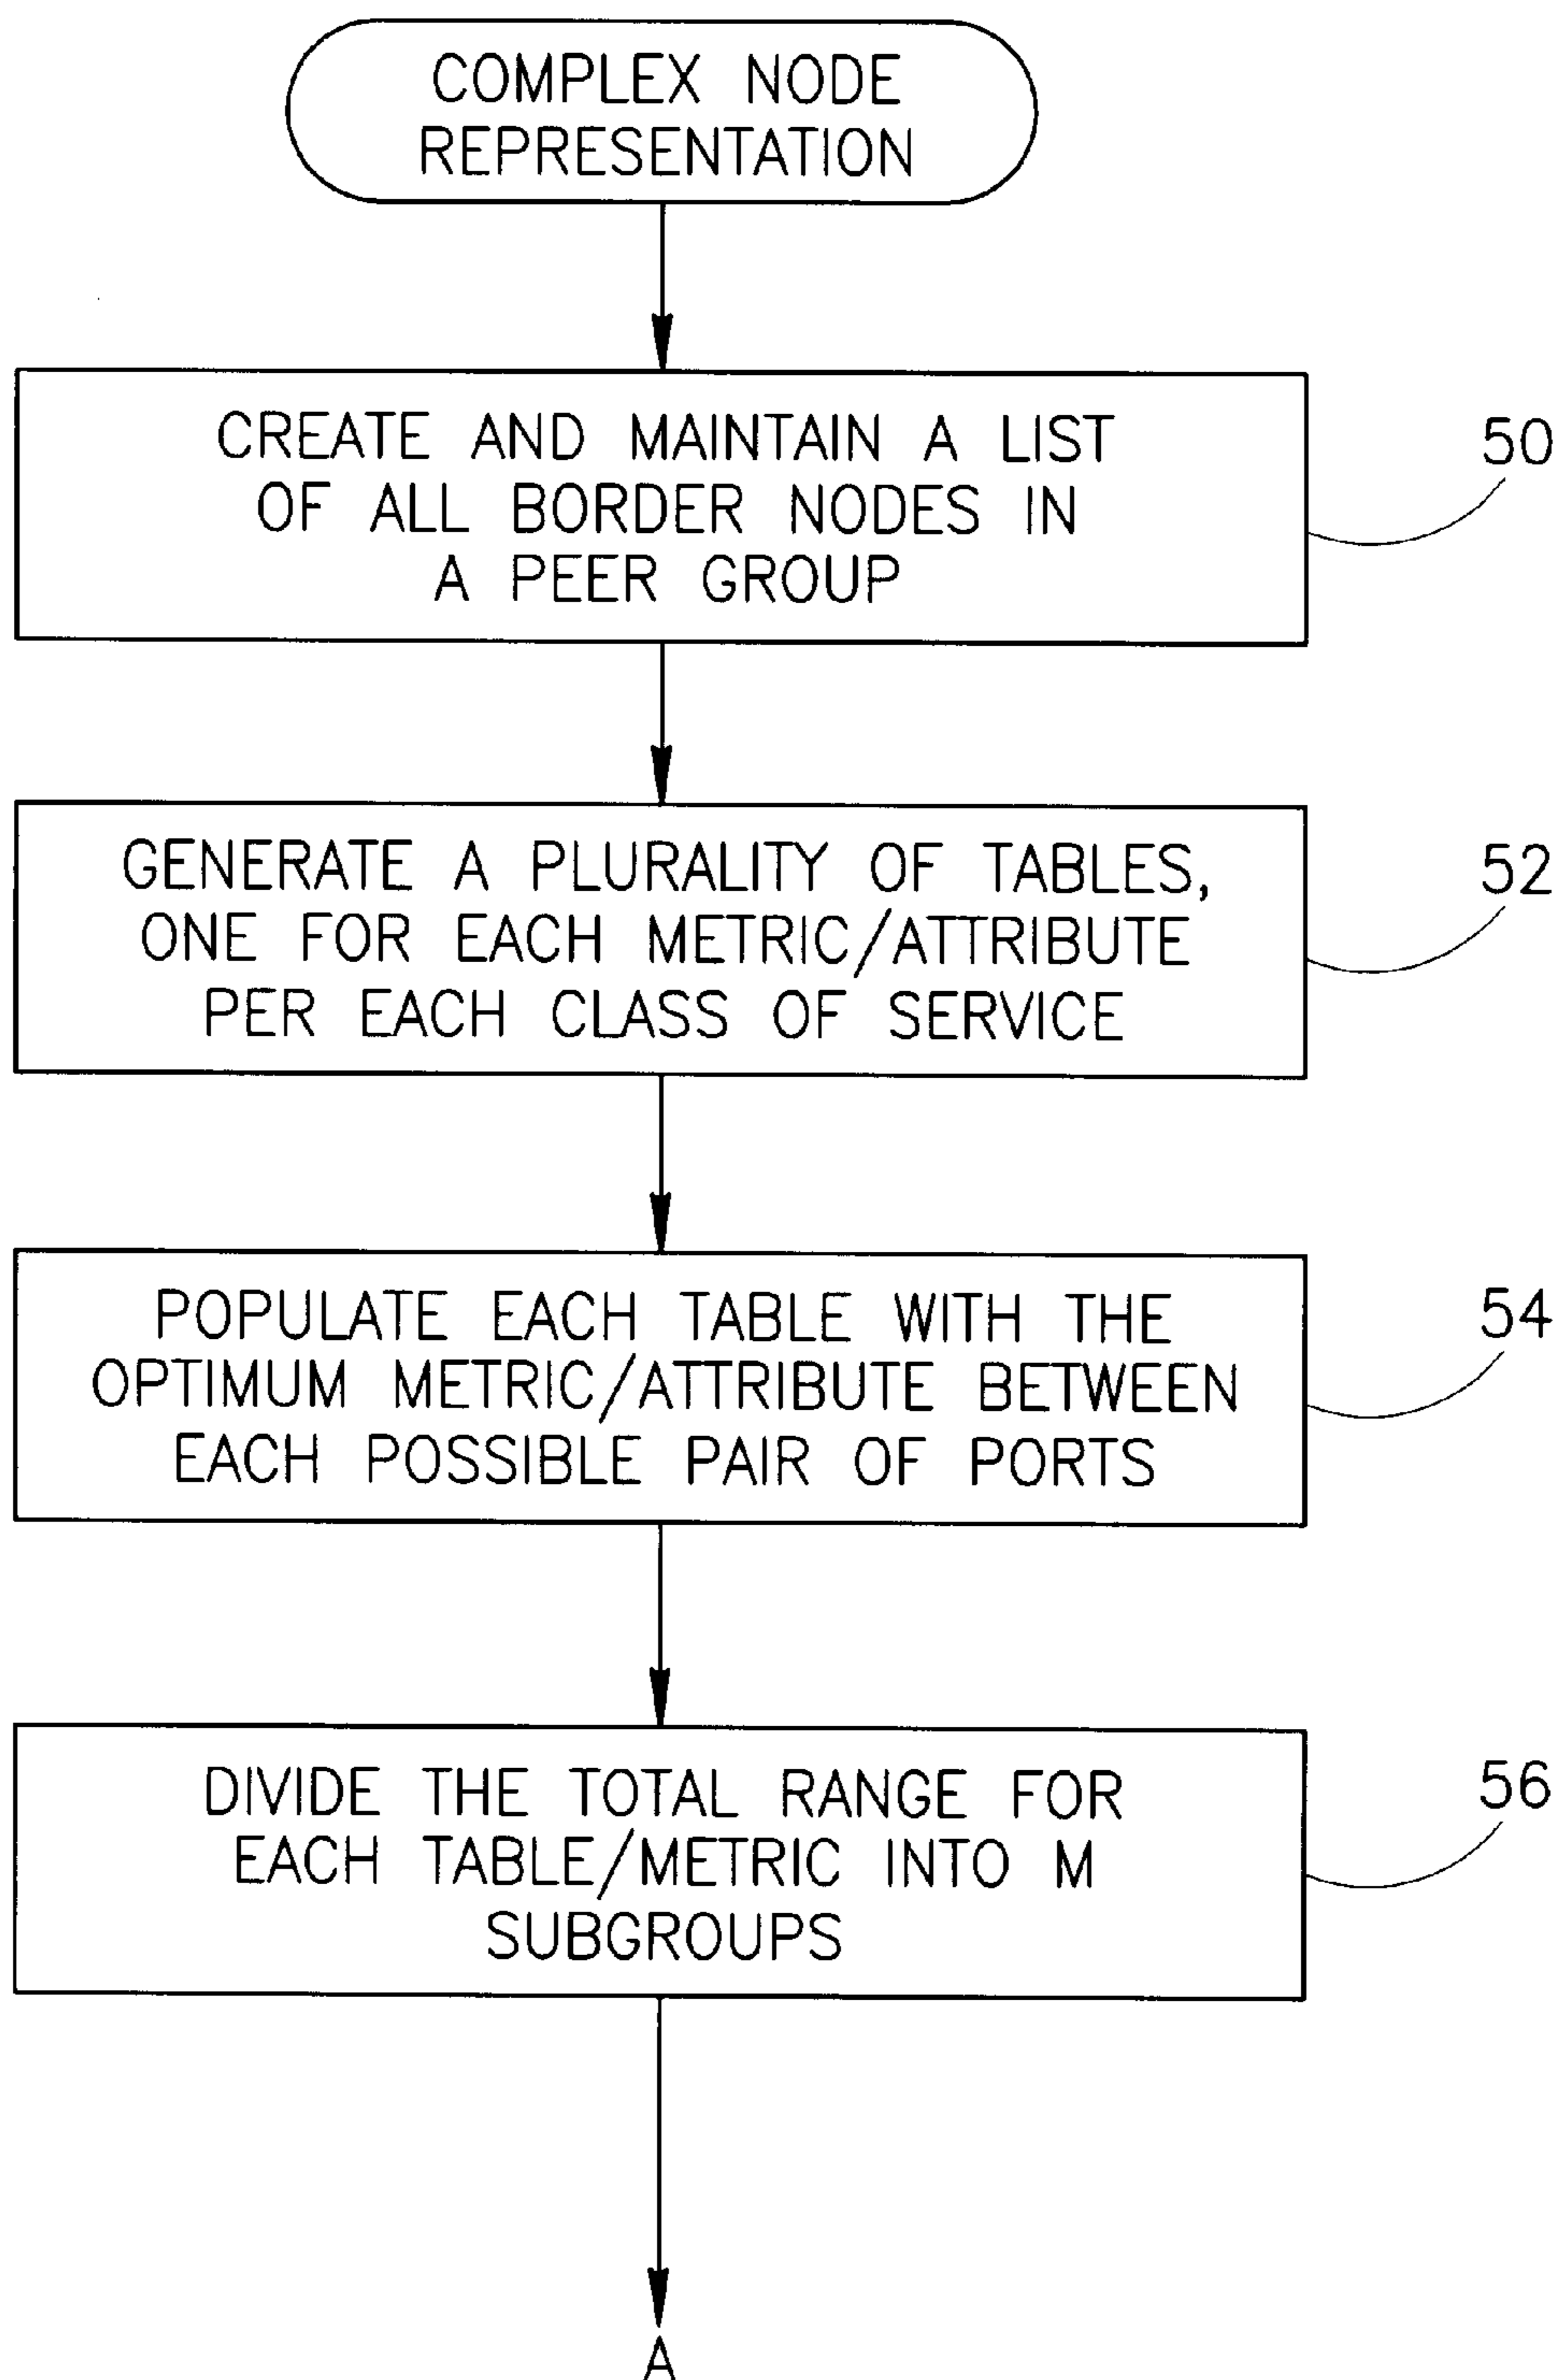 COMPLEX NODE
REPRESENTATION
CREATE AND MAINTAIN A LIST
OF ALL BORDER NODES IN
A PEER GROUP
50
GENERATE A PLURALITY OF TABLES,
ONE FOR EACH METRIC/ATTRIBUTE
PER EACH CLASS OF SERVICE
52
POPULATE EACH TABLE WITH THE
OPTIMUM METRIC/ATTRIBUTE BETWEEN
EACH POSSIBLE PAIR OF PORTS
54
DIVIDE THE TOTAL RANGE FOR
EACH TABLE/METRIC INTO M
SUBGROUPS
56
A